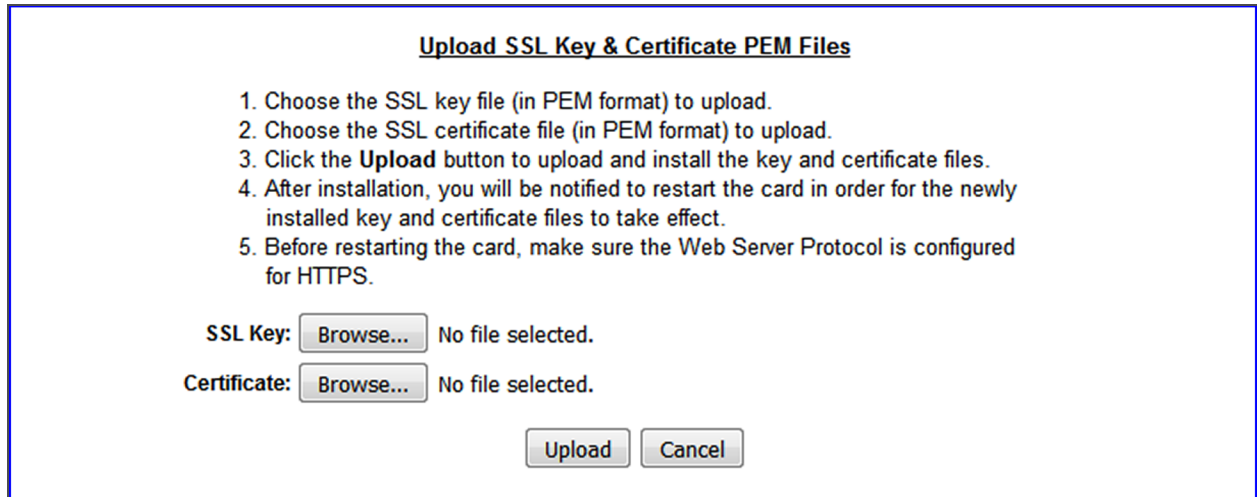 Upload SSL Key & Certificate PEM Files
1. Choose the SSL key file (in PEM format) to upload.
2. Choose the SSL certificate file (in PEM format) to upload.
3. Click the Upload button to upload and install the key and certificate files.
4. After installation, you will be notified to restart the card in order for the newly
installed key and certificate files to take effect.
5. Before restarting the card, make sure the Web Server Protocol is configured
for HTTPS.
SSL Key: Browse... No file selected.
Certificate: Browse... No file selected.
Upload Cancel